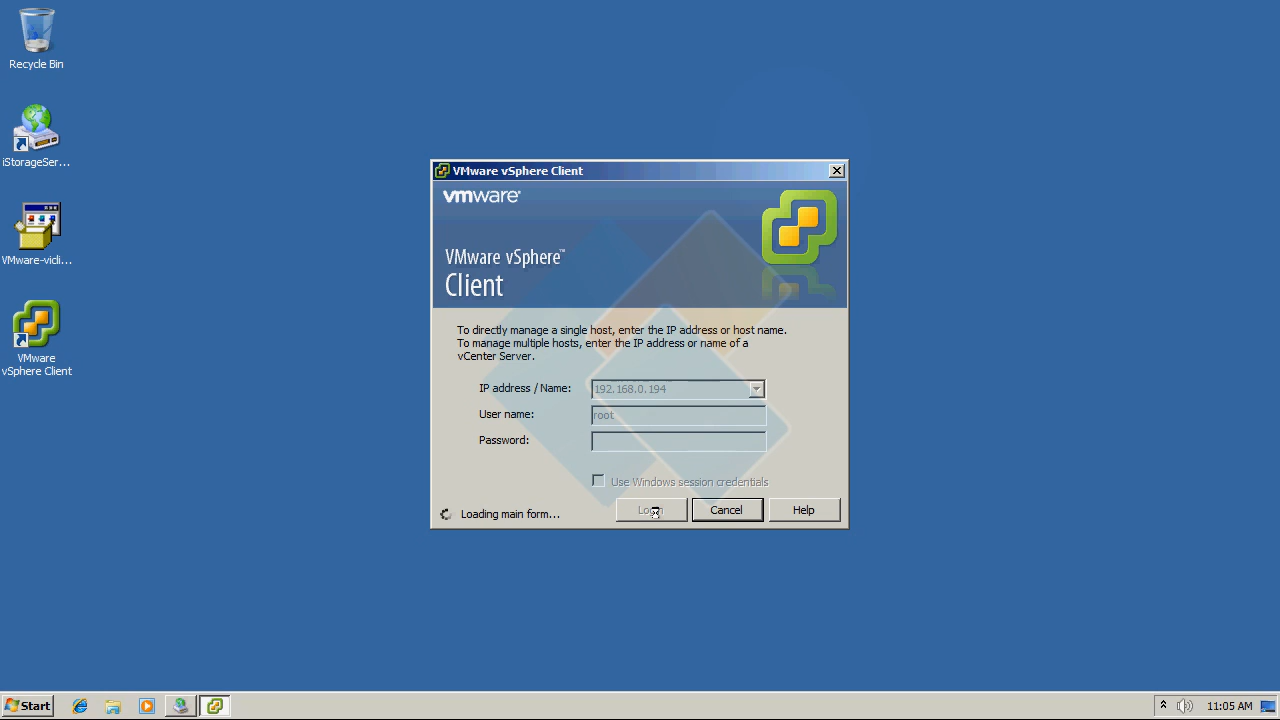 Recycle Bin
iStorageSer...
VMware-vicli...
VMware
vSphere Client
VMware vSphere Client
vmware
VMware vSphere™
Client
To directly manage a single host, enter the IP address or host name.
To manage multiple hosts, enter the IP address or name of a
vCenter Server.
IP address / Name: 192.168.0.194
User name: root
Password:
Use Windows session credentials
Loading main form... Login Cancel Help
Start 11:05 AM